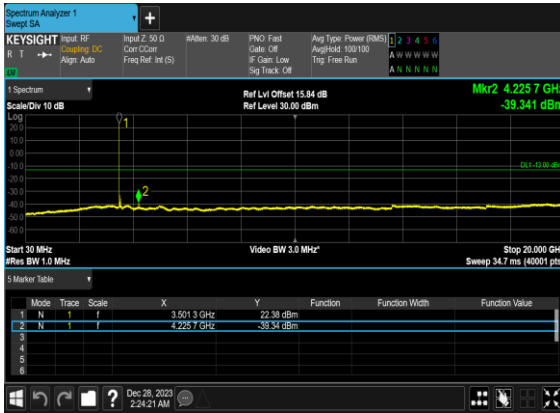 Spectrum Analyzer 1
Swept SA
+
KEYSIGHT Input: RF Input Z: 50 Ω #Atten: 30 dB PNO: Fast Avg Type: Power (RMS) 1 2 3 4 5 6
R T Coupling: DC Corr CCorr Gate: Off Avg|Hold: 100/100 A W W W W W
Align: Auto Freq Ref: Int (S) IF Gain: Low Trig: Free Run
Sig Track: Off A N N N N N
1 Spectrum
Ref Lvl Offset 15.84 dB Mkr2 4.225 7 GHz
Scale/Div 10 dB Ref Level 30.00 dBm -39.341 dBm
Log
20.0
10.0
0.00
-10.0
-20.0
-30.0
-40.0
-50.0
-60.0
1
2
DL1 -13.00 dBm
Start 30 MHz Video BW 3.0 MHz* Stop 20.000 GHz
#Res BW 1.0 MHz Sweep 34.7 ms (40001 pts)
5 Marker Table
Mode Trace Scale X Y Function Function Width Function Value
1 N 1 f 3.501 3 GHz 22.38 dBm
2 N 1 f 4.225 7 GHz -39.34 dBm
3
4
5
6
? Dec 28, 2023
2:24:21 AM